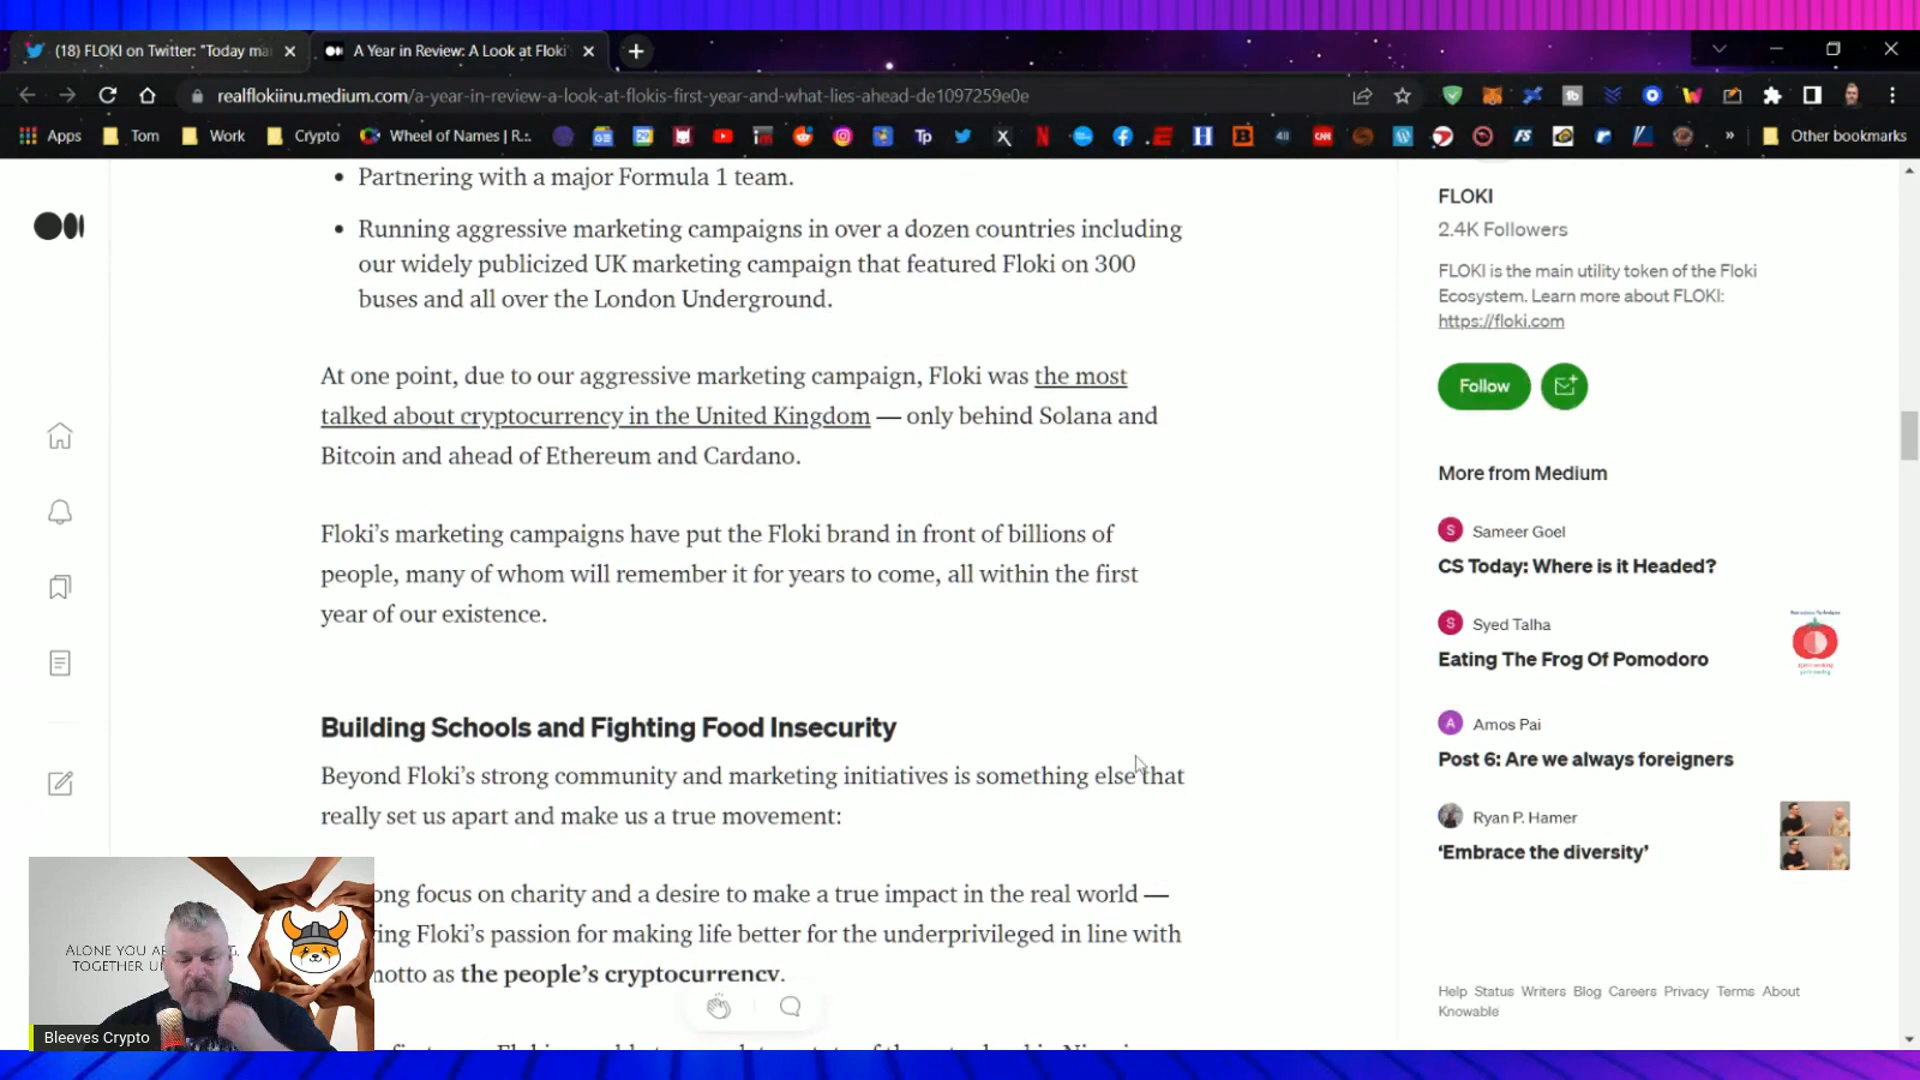 (18) FLOKI on Twitter: "Today ma
A Year in Review: A Look at Floki
realflokiinu.medium.com/a-year-in-review-a-look-at-flokis-first-year-and-what-lies-ahead-de1097259e0e
Apps
Tom
Work
Crypto
Wheel of Names | R...
Other bookmarks
Partnering with a major Formula 1 team.
Running aggressive marketing campaigns in over a dozen countries including
our widely publicized UK marketing campaign that featured Floki on 300
buses and all over the London Underground.
At one point, due to our aggressive marketing campaign, Floki was the most
talked about cryptocurrency in the United Kingdom — only behind Solana and
Bitcoin and ahead of Ethereum and Cardano.
Floki's marketing campaigns have put the Floki brand in front of billions of
people, many of whom will remember it for years to come, all within the first
year of our existence.
Building Schools and Fighting Food Insecurity
Beyond Floki's strong community and marketing initiatives is something else that
really set us apart and make us a true movement:
ong focus on charity and a desire to make a true impact in the real world —
ing Floki's passion for making life better for the underprivileged in line with
motto as the people's cryptocurrency.
FLOKI
2.4K Followers
FLOKI is the main utility token of the Floki
Ecosystem. Learn more about FLOKI:
https://floki.com
Follow
More from Medium
S
Sameer Goel
CS Today: Where is it Headed?
S
Syed Talha
Eating The Frog Of Pomodoro
A
Amos Pai
Post 6: Are we always foreigners
Ryan P. Hamer
'Embrace the diversity'
Help Status Writers Blog Careers Privacy Terms About
Knowable
ALONE YOU
TOGETHER
Bleeves Crypto